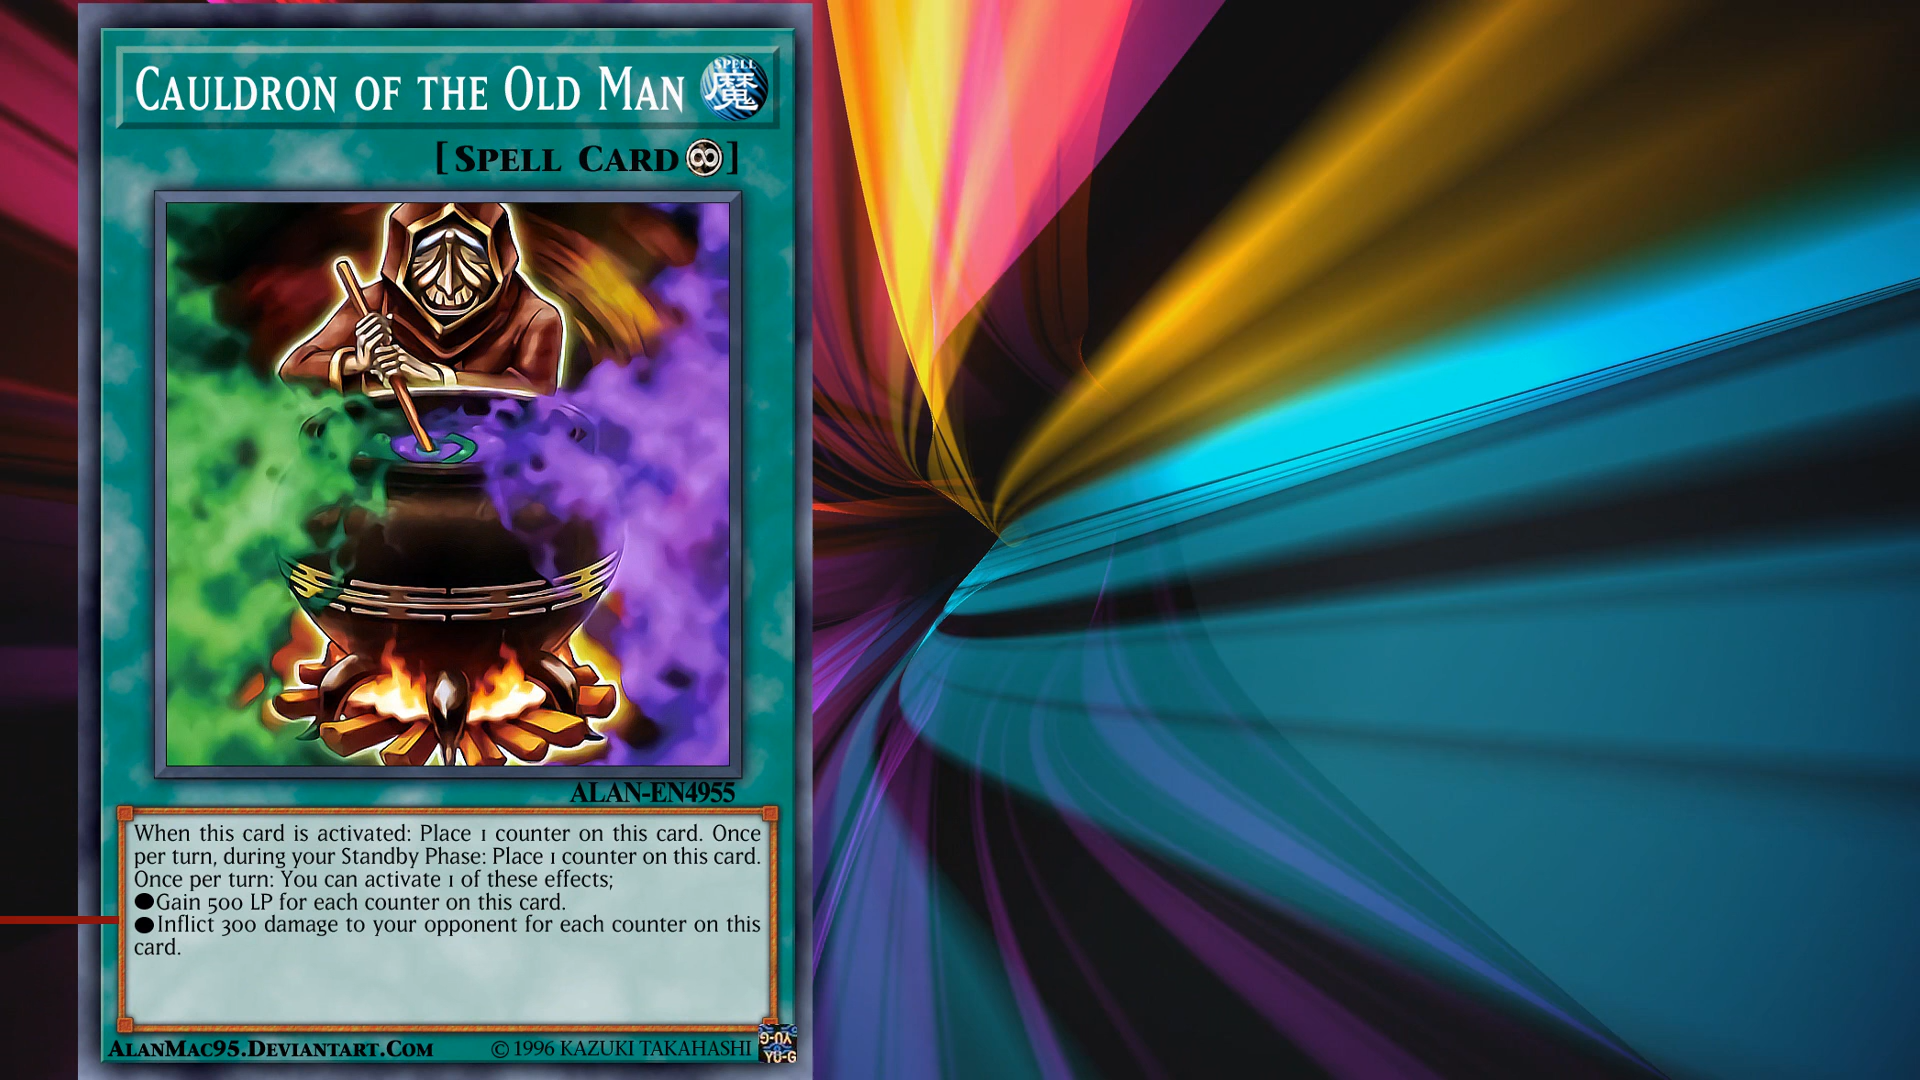 Cauldron of the Old Man
SPELL
魔
[Spell Card]
ALAN-EN4955
When this card is activated: Place 1 counter on this card. Once
per turn, during your Standby Phase: Place 1 counter on this card.
Once per turn: You can activate 1 of these effects;
●Gain 500 LP for each counter on this card.
●Inflict 300 damage to your opponent for each counter on this
card.
AlanMac95.Deviantart.Com
© 1996 KAZUKI TAKAHASHI
YU-G
YU-G